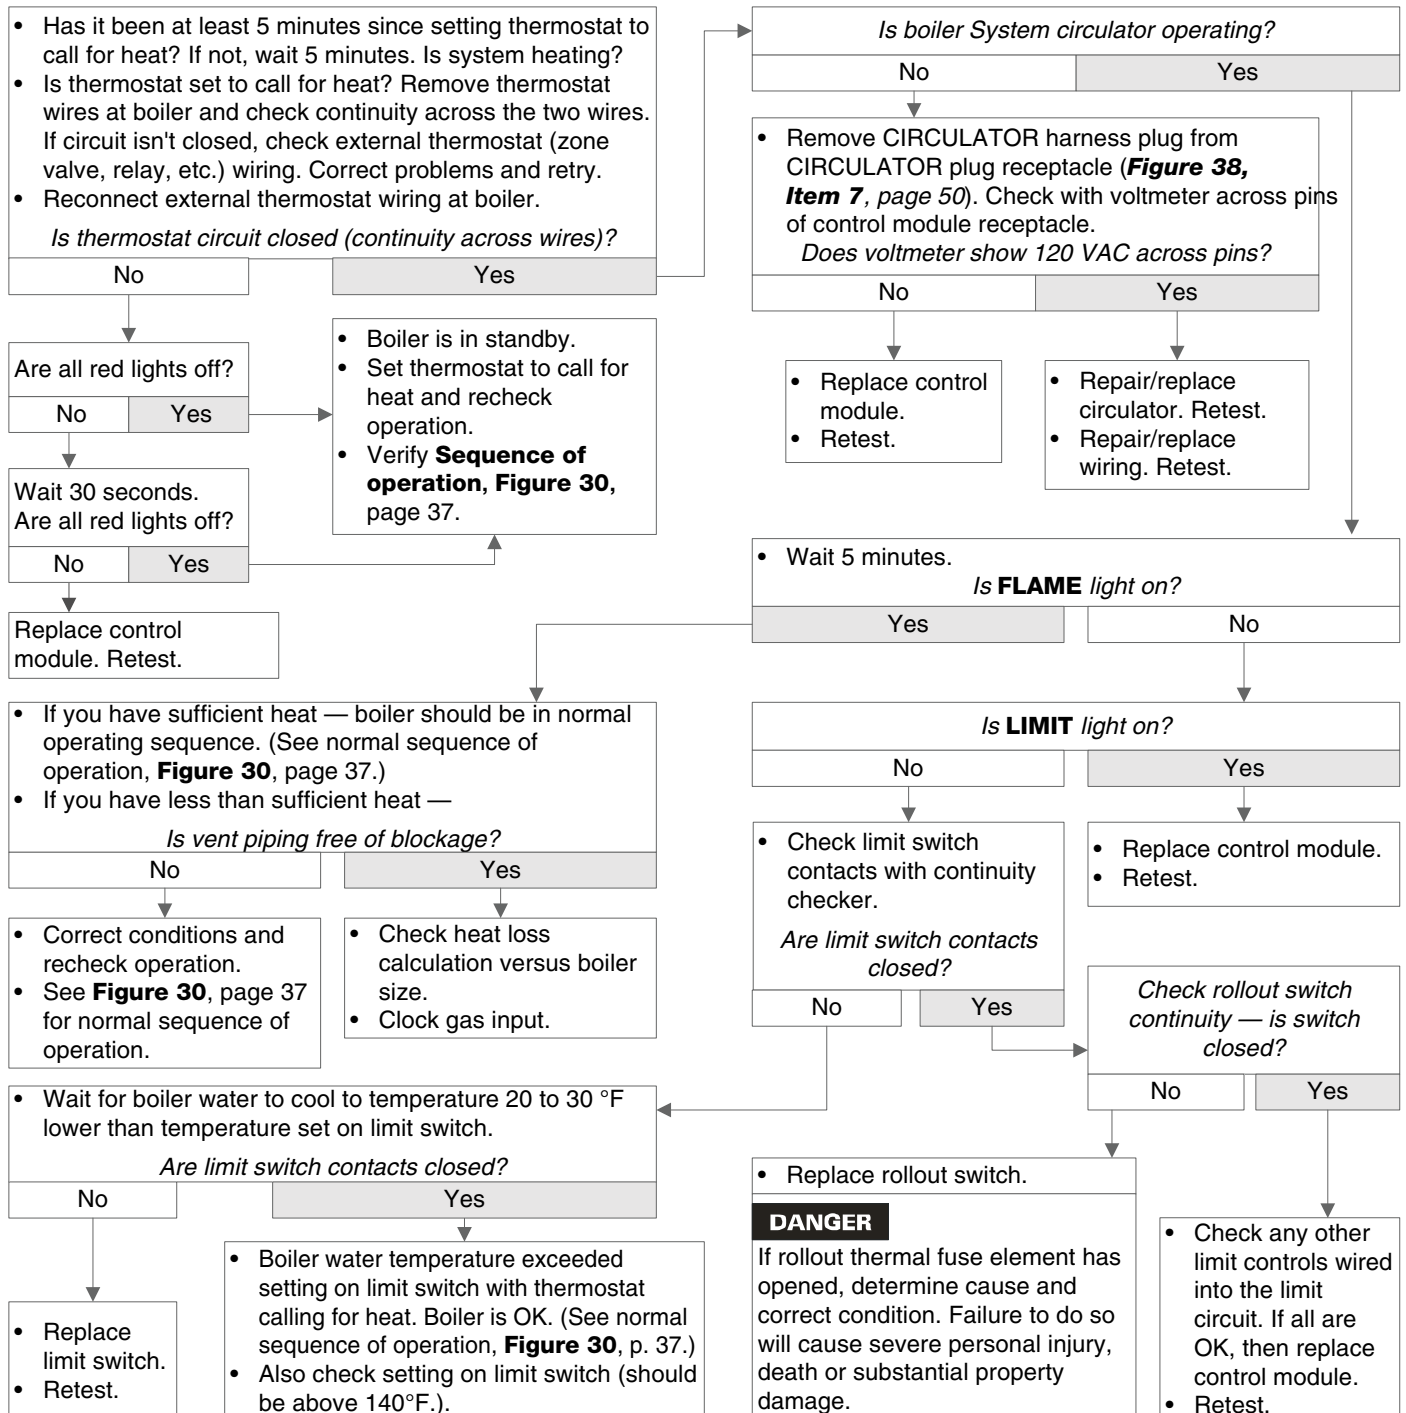 • Has it been at least 5 minutes since setting thermostat to
call for heat? If not, wait 5 minutes. Is system heating?
• Is thermostat set to call for heat? Remove thermostat
wires at boiler and check continuity across the two wires.
If circuit isn't closed, check external thermostat (zone
valve, relay, etc.) wiring. Correct problems and retry.
• Reconnect external thermostat wiring at boiler.
Is thermostat circuit closed (continuity across wires)?
No
Yes
Are all red lights off?
No
Yes
Wait 30 seconds.
Are all red lights off?
No
Yes
Replace control
module. Retest.
• Boiler is in standby.
• Set thermostat to call for
heat and recheck
operation.
• Verify Sequence of
operation, Figure 30,
page 37.
Is boiler System circulator operating?
No
Yes
• Remove CIRCULATOR harness plug from
CIRCULATOR plug receptacle (Figure 38,
Item 7, page 50). Check with voltmeter across pins
of control module receptacle.
Does voltmeter show 120 VAC across pins?
No
Yes
• Replace control
module.
• Retest.
• Repair/replace
circulator. Retest.
• Repair/replace
wiring. Retest.
• Wait 5 minutes.
Is FLAME light on?
Yes
No
• If you have sufficient heat — boiler should be in normal
operating sequence. (See normal sequence of
operation, Figure 30, page 37.)
• If you have less than sufficient heat —
Is vent piping free of blockage?
No
Yes
• Correct conditions and
recheck operation.
• See Figure 30, page 37
for normal sequence of
operation.
• Check heat loss
calculation versus boiler
size.
• Clock gas input.
Is LIMIT light on?
No
Yes
• Check limit switch
contacts with continuity
checker.
Are limit switch contacts
closed?
No
Yes
• Replace control module.
• Retest.
Check rollout switch
continuity — is switch
closed?
No
Yes
• Wait for boiler water to cool to temperature 20 to 30 °F
lower than temperature set on limit switch.
Are limit switch contacts closed?
No
Yes
• Replace
limit switch.
• Retest.
• Boiler water temperature exceeded
setting on limit switch with thermostat
calling for heat. Boiler is OK. (See normal
sequence of operation, Figure 30, p. 37.)
• Also check setting on limit switch (should
be above 140°F.).
• Replace rollout switch.
DANGER
If rollout thermal fuse element has
opened, determine cause and
correct condition. Failure to do so
will cause severe personal injury,
death or substantial property
damage.
• Check any other
limit controls wired
into the limit
circuit. If all are
OK, then replace
control module.
• Retest.